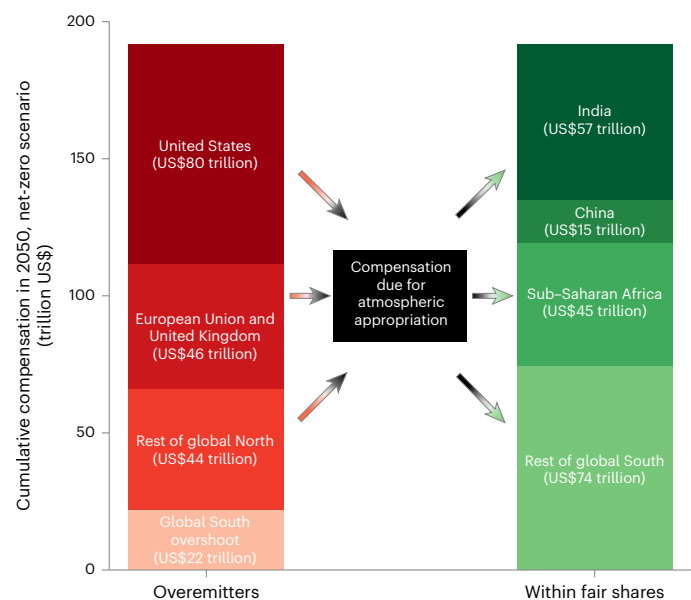 Cumulative compensation in 2050, net-zero scenario
(trillion US$)
200
150
100
50
0
United States
(US$80 trillion)
European Union and
United Kingdom
(US$46 trillion)
Rest of global North
(US$44 trillion)
Global South
overshoot
(US$22 trillion)
Overemitters
Compensation
due for
atmospheric
appropriation
India
(US$57 trillion)
China
(US$15 trillion)
Sub–Saharan Africa
(US$45 trillion)
Rest of global South
(US$74 trillion)
Within fair shares